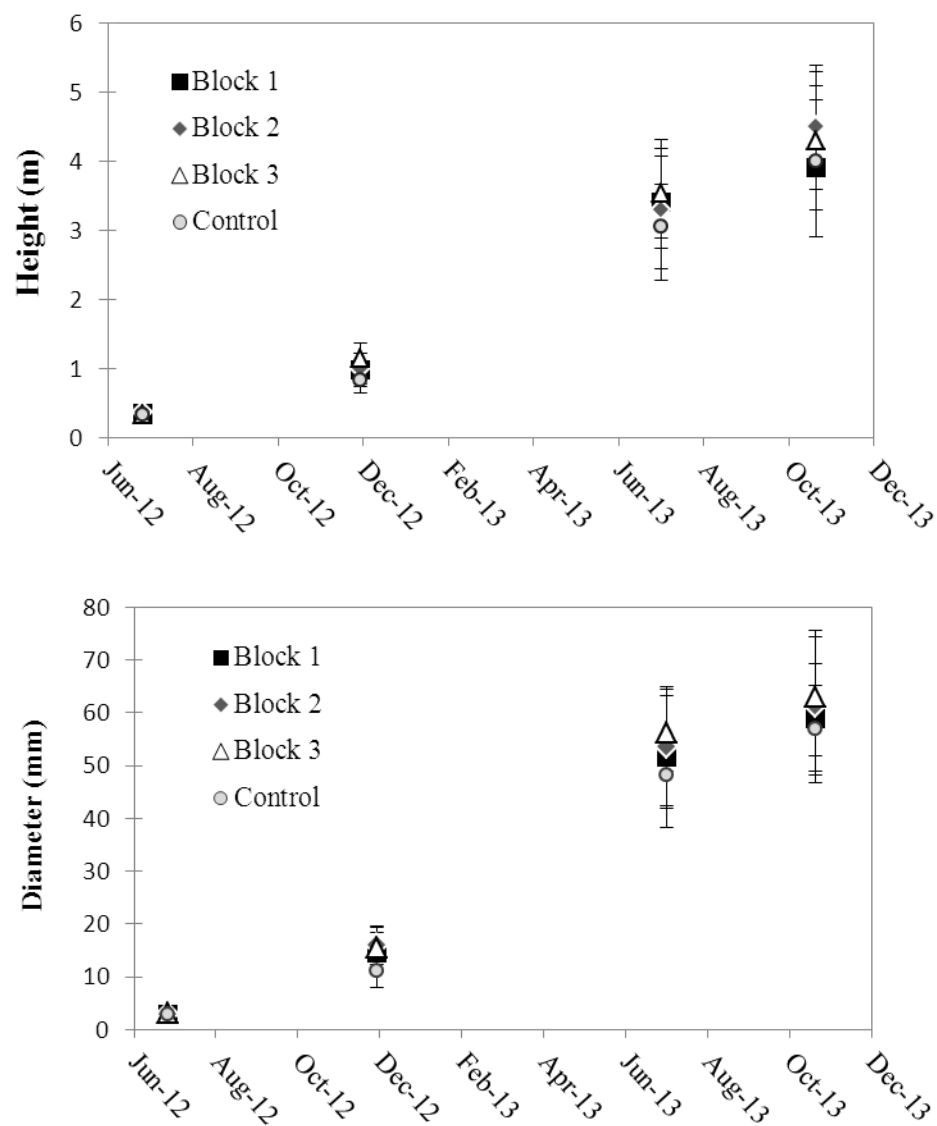 6
5
4
3
2
1
0
Height (m)
Block 1
Block 2
Block 3
Control
Jun-12
Aug-12
Oct-12
Dec-12
Feb-13
Apr-13
Jun-13
Aug-13
Oct-13
Dec-13
80
70
60
50
40
30
20
10
0
Diameter (mm)
Block 1
Block 2
Block 3
Control
Jun-12
Aug-12
Oct-12
Dec-12
Feb-13
Apr-13
Jun-13
Aug-13
Oct-13
Dec-13